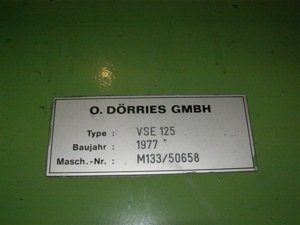 O. DÖRRIES GMBH
Type : VSE 125
Baujahr : 1977
Masch.-Nr. : M133/50658